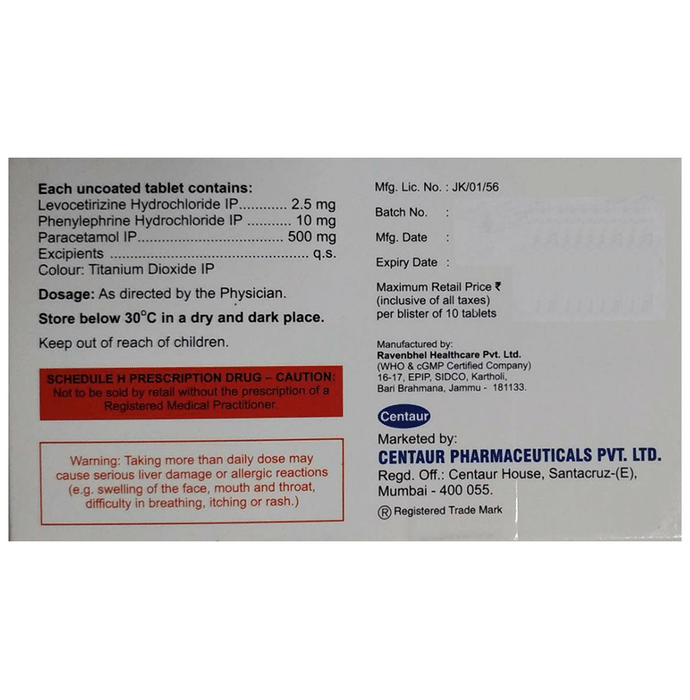 Each uncoated tablet contains:
Levocetirizine Hydrochloride IP............ 2.5 mg
Phenylephrine Hydrochloride IP ........... 10 mg
Paracetamol IP........................................ 500 mg
Excipients .................................................. q.s.
Colour: Titanium Dioxide IP
Dosage: As directed by the Physician.
Store below 30°C in a dry and dark place.
Keep out of reach of children.
SCHEDULE H PRESCRIPTION DRUG – CAUTION:
Not to be sold by retail without the prescription of a
Registered Medical Practitioner.
Warning: Taking more than daily dose may
cause serious liver damage or allergic reactions
(e.g. swelling of the face, mouth and throat,
difficulty in breathing, itching or rash.)
Mfg. Lic. No. : JK/01/56
Batch No. :
Mfg. Date :
Expiry Date :
Maximum Retail Price ₹
(inclusive of all taxes)
per blister of 10 tablets
Manufactured by:
Ravenbhel Healthcare Pvt. Ltd.
(WHO & cGMP Certified Company)
16-17, EPIP, SIDCO, Kartholi,
Bari Brahmana, Jammu - 181133.
Centaur
Marketed by:
CENTAUR PHARMACEUTICALS PVT. LTD.
Regd. Off.: Centaur House, Santacruz-(E),
Mumbai - 400 055.
® Registered Trade Mark